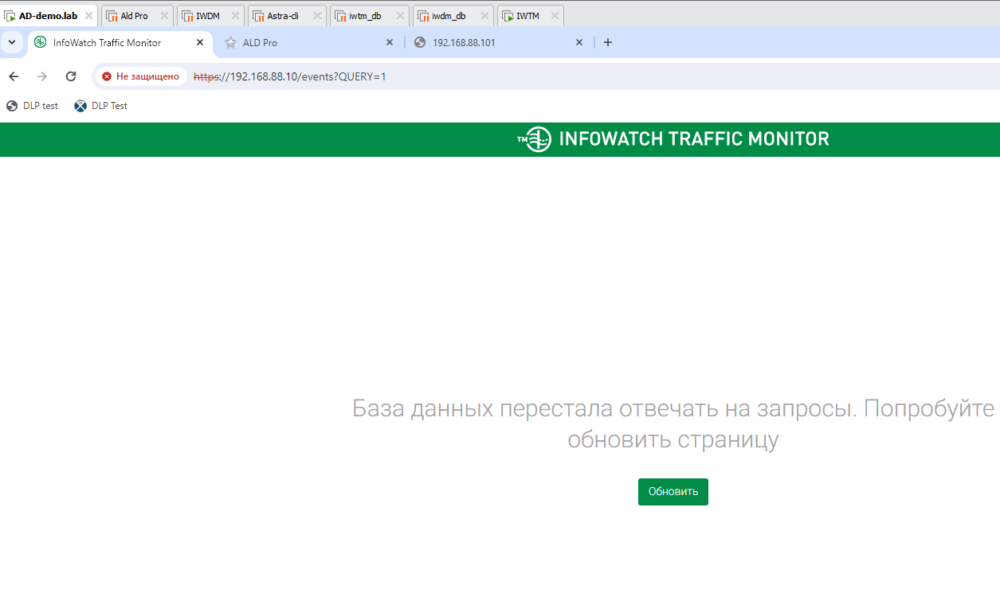 AD-demo.lab Ald Pro IWDM Astra-cli iwtm_db iwdm_db IWTM
InfoWatch Traffic Monitor ALD Pro 192.168.88.101
Не защищено https://192.168.88.10/events?QUERY=1
DLP test DLP Test
TM INFOWATCH TRAFFIC MONITOR
База данных перестала отвечать на запросы. Попробуйте
обновить страницу
Обновить